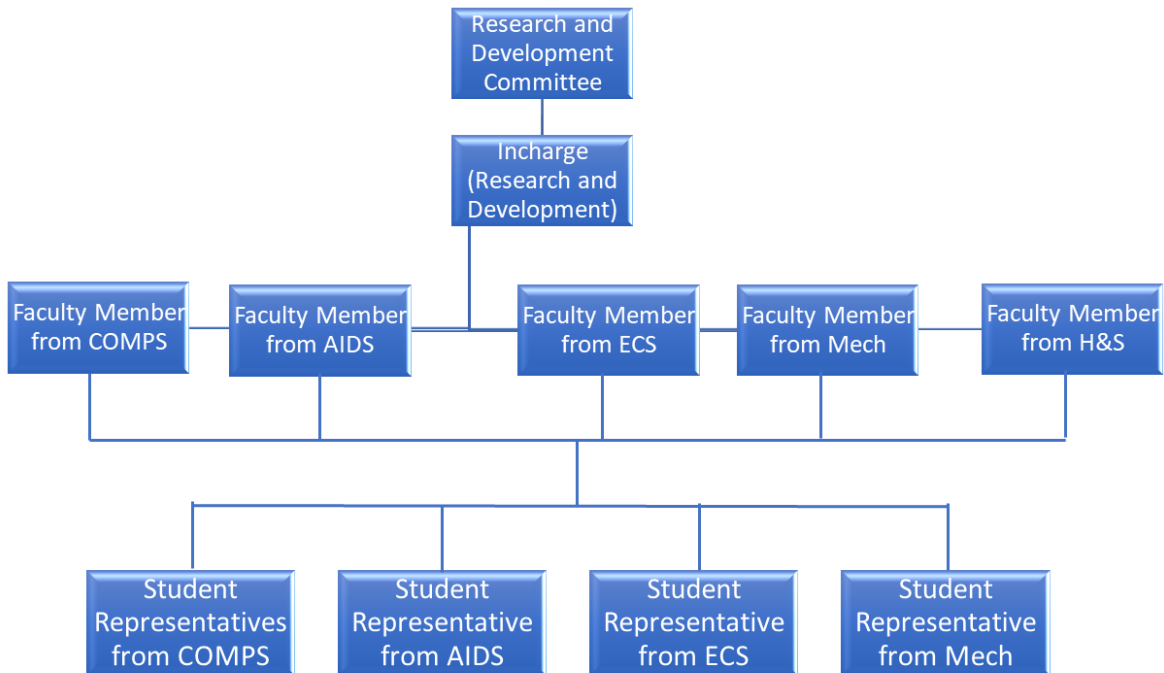 Research and
Development
Committee
Incharge
(Research and
Development)
Faculty Member
from COMPS
Faculty Member
from AIDS
Faculty Member
from ECS
Faculty Member
from Mech
Faculty Member
from H&S
Student
Representatives
from COMPS
Student
Representative
from AIDS
Student
Representative
from ECS
Student
Representative
from Mech